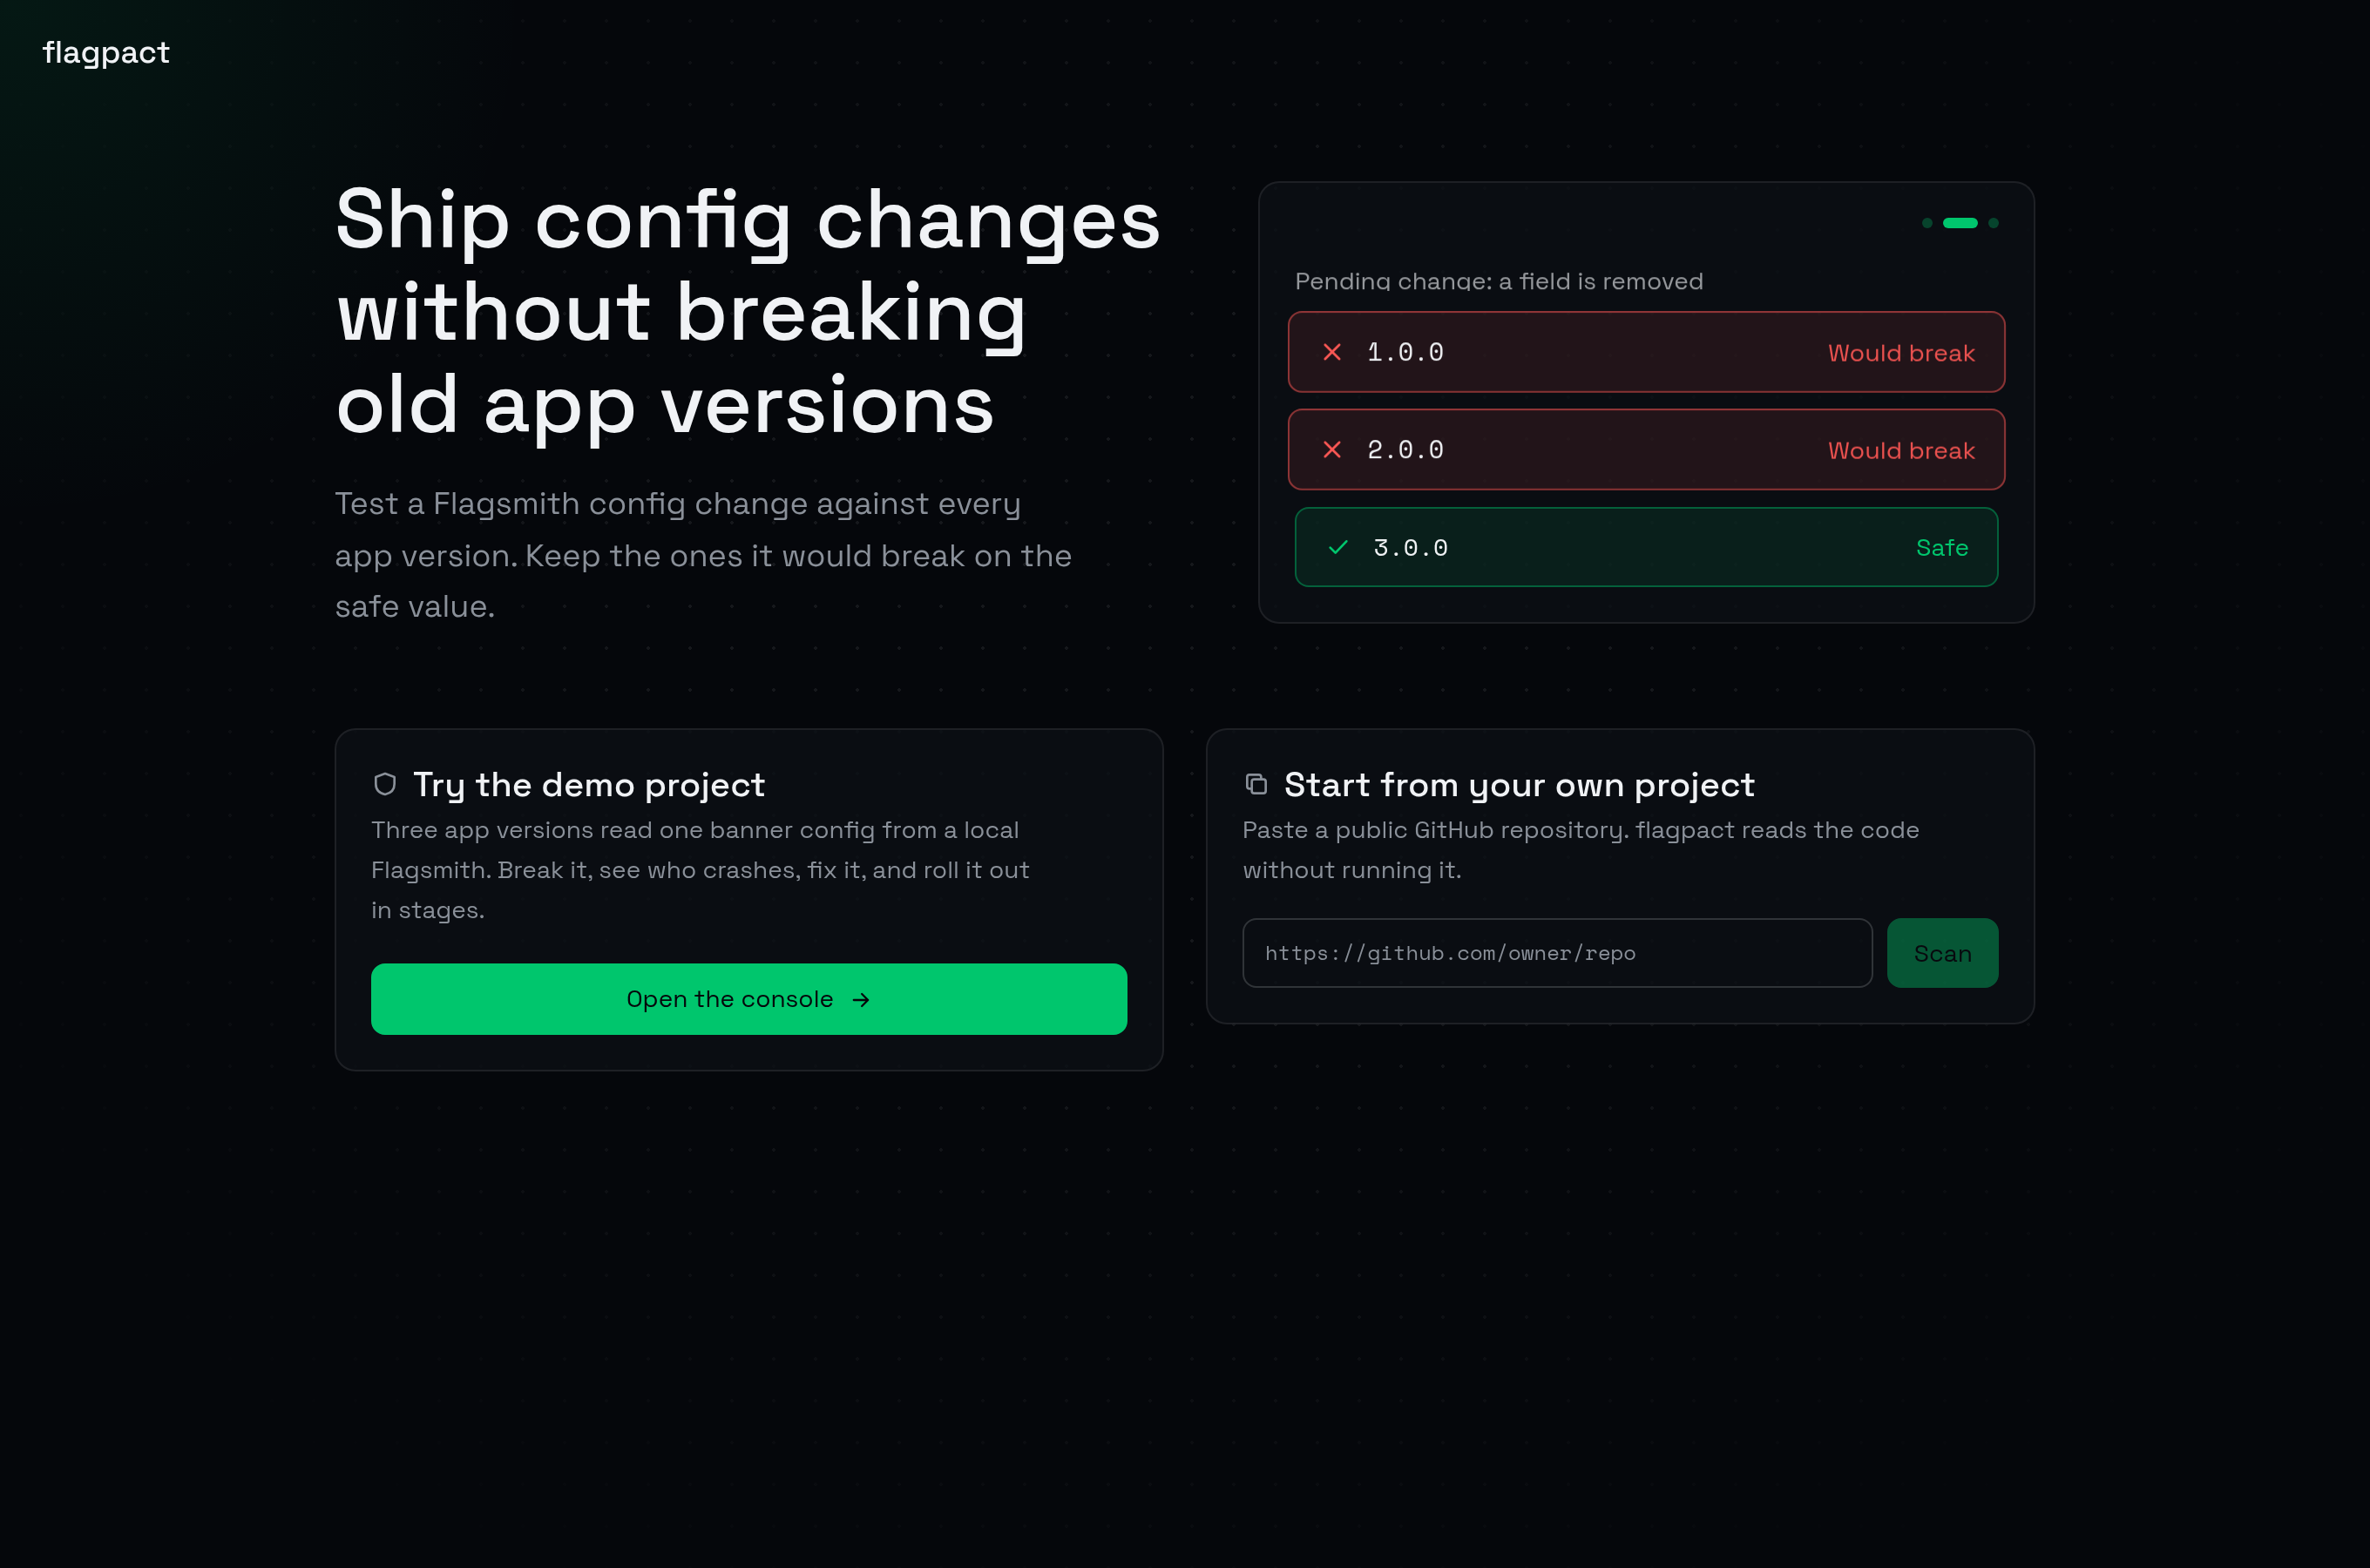 flagpact
Ship config changes
without breaking
old app versions
Test a Flagsmith config change against every
app version. Keep the ones it would break on the
safe value.
Pending change: a field is removed
1.0.0 Would break
2.0.0 Would break
3.0.0 Safe
Try the demo project
Three app versions read one banner config from a local
Flagsmith. Break it, see who crashes, fix it, and roll it out
in stages.
Open the console →
Start from your own project
Paste a public GitHub repository. flagpact reads the code
without running it.
https://github.com/owner/repo Scan